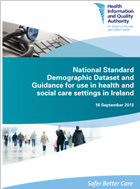 Health
Information
and Quality
Authority
National Standard
Demographic Dataset and
Guidance for use in health and
social care settings in Ireland
18 September 2013
Safer Better Care